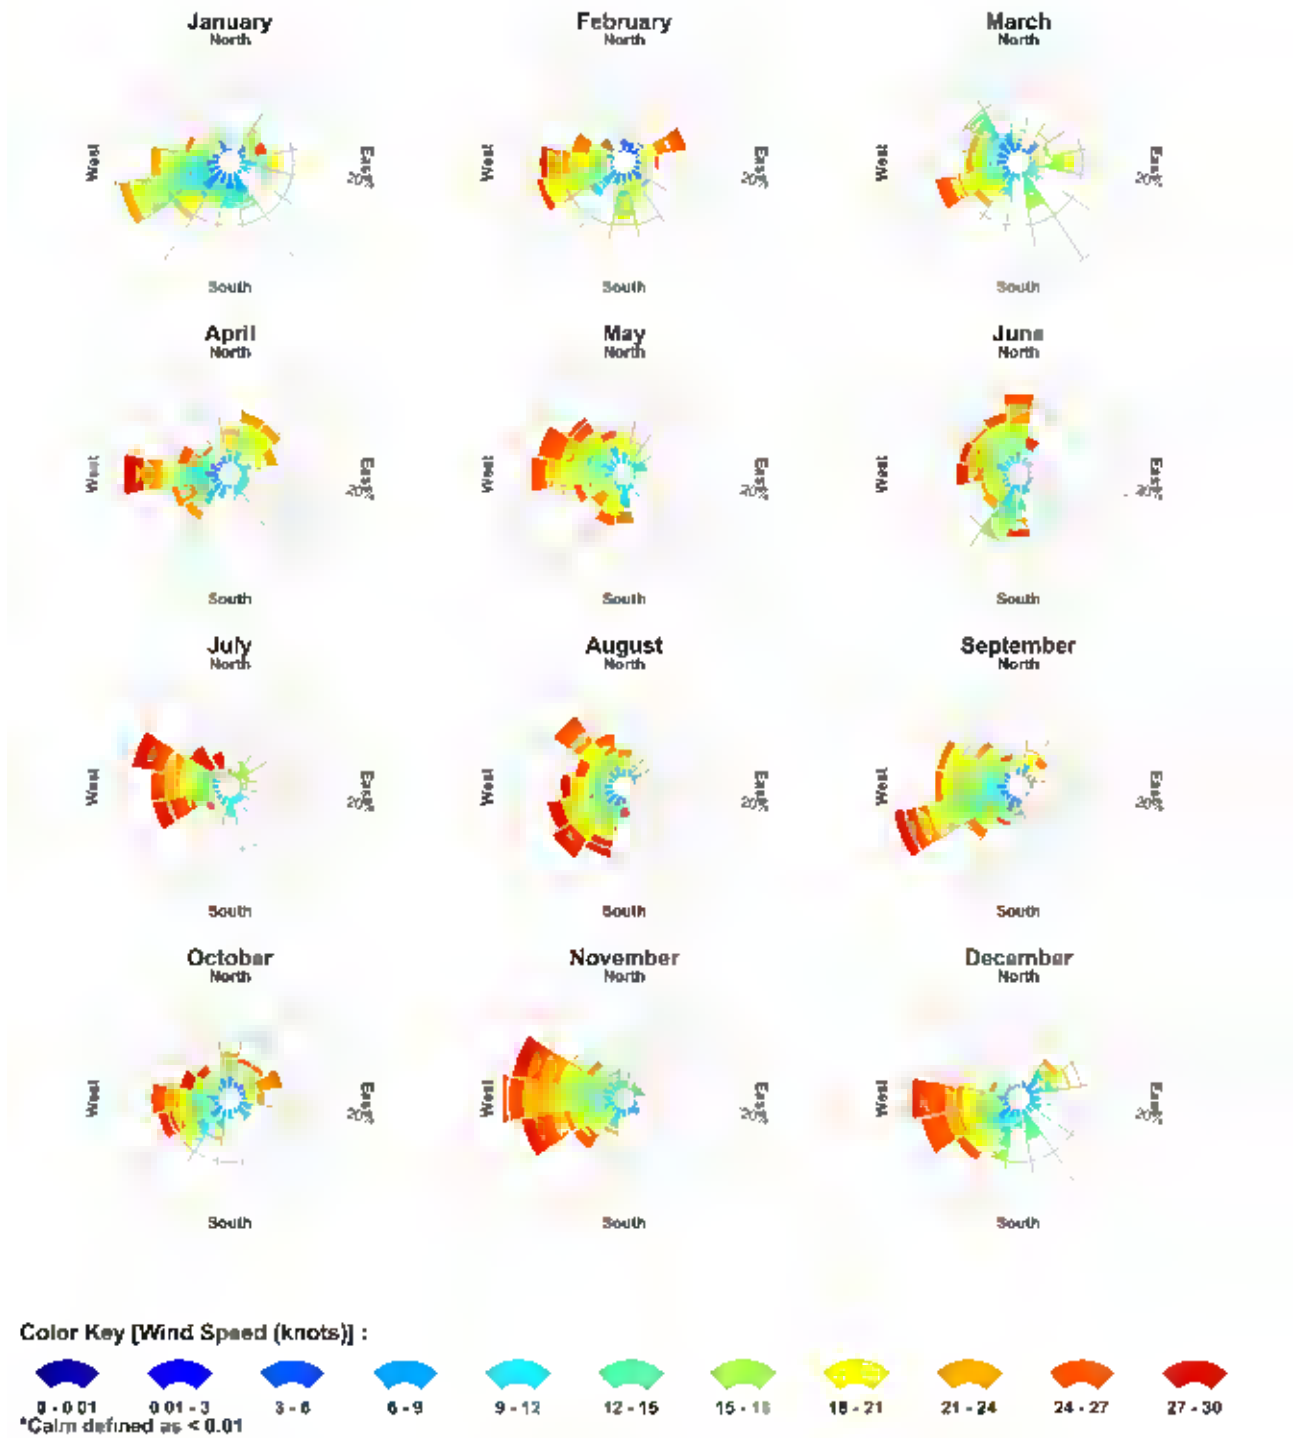 January February March
North North North
West East 20% West East 20% West East 20%
South South South
April May June
North North North
West East West East West East
South South South
July August September
North North North
West East 20% West East 20% West East 20%
South South South
October November December
North North North
West East 20% West East 20% West East 20%
South South South
Color Key [Wind Speed (knots)] :
0 - 0.01 0.01 - 3 3 - 6 6 - 9 9 - 12 12 - 15 15 - 18 18 - 21 21 - 24 24 - 27 27 - 30
*Calm defined as < 0.01